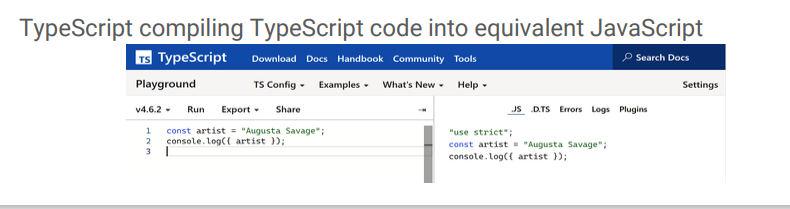 TypeScript compiling TypeScript code into equivalent JavaScript
TS TypeScript Download Docs Handbook Community Tools Search Docs
Playground TS Config Examples What's New Help Settings
v4.6.2 Run Export Share .JS .D.TS Errors Logs Plugins
1 const artist = "Augusta Savage";
2 console.log({ artist });
3
"use strict";
const artist = "Augusta Savage";
console.log({ artist });